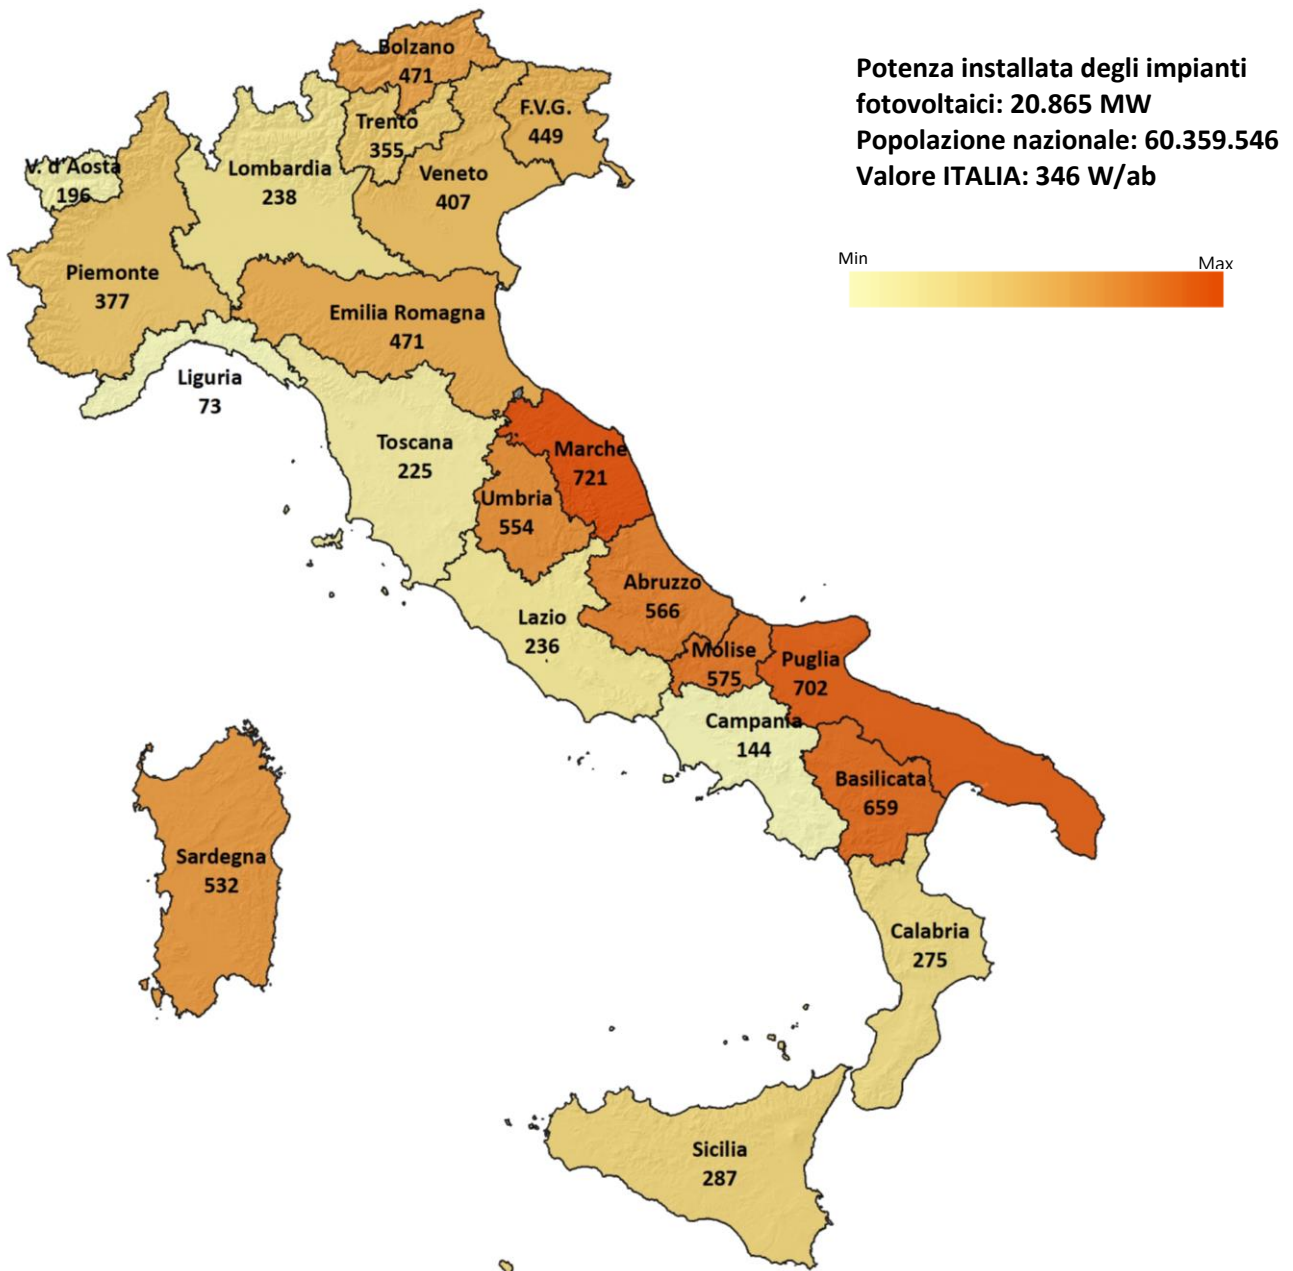 Potenza installata degli impianti
fotovoltaici: 20.865 MW
Popolazione nazionale: 60.359.546
Valore ITALIA: 346 W/ab
Min
Max
Bolzano
471
Trento
355
F.V.G.
449
V. d'Aosta
196
Lombardia
238
Veneto
407
Piemonte
377
Emilia Romagna
471
Liguria
73
Toscana
225
Marche
721
Umbria
554
Abruzzo
566
Lazio
236
Molise
575
Puglia
702
Campania
144
Basilicata
659
Sardegna
532
Calabria
275
Sicilia
287